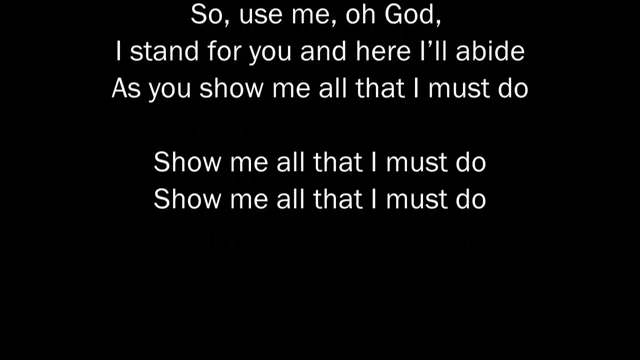 So, use me, oh God,
I stand for you and here I’ll abide
As you show me all that I must do
Show me all that I must do
Show me all that I must do